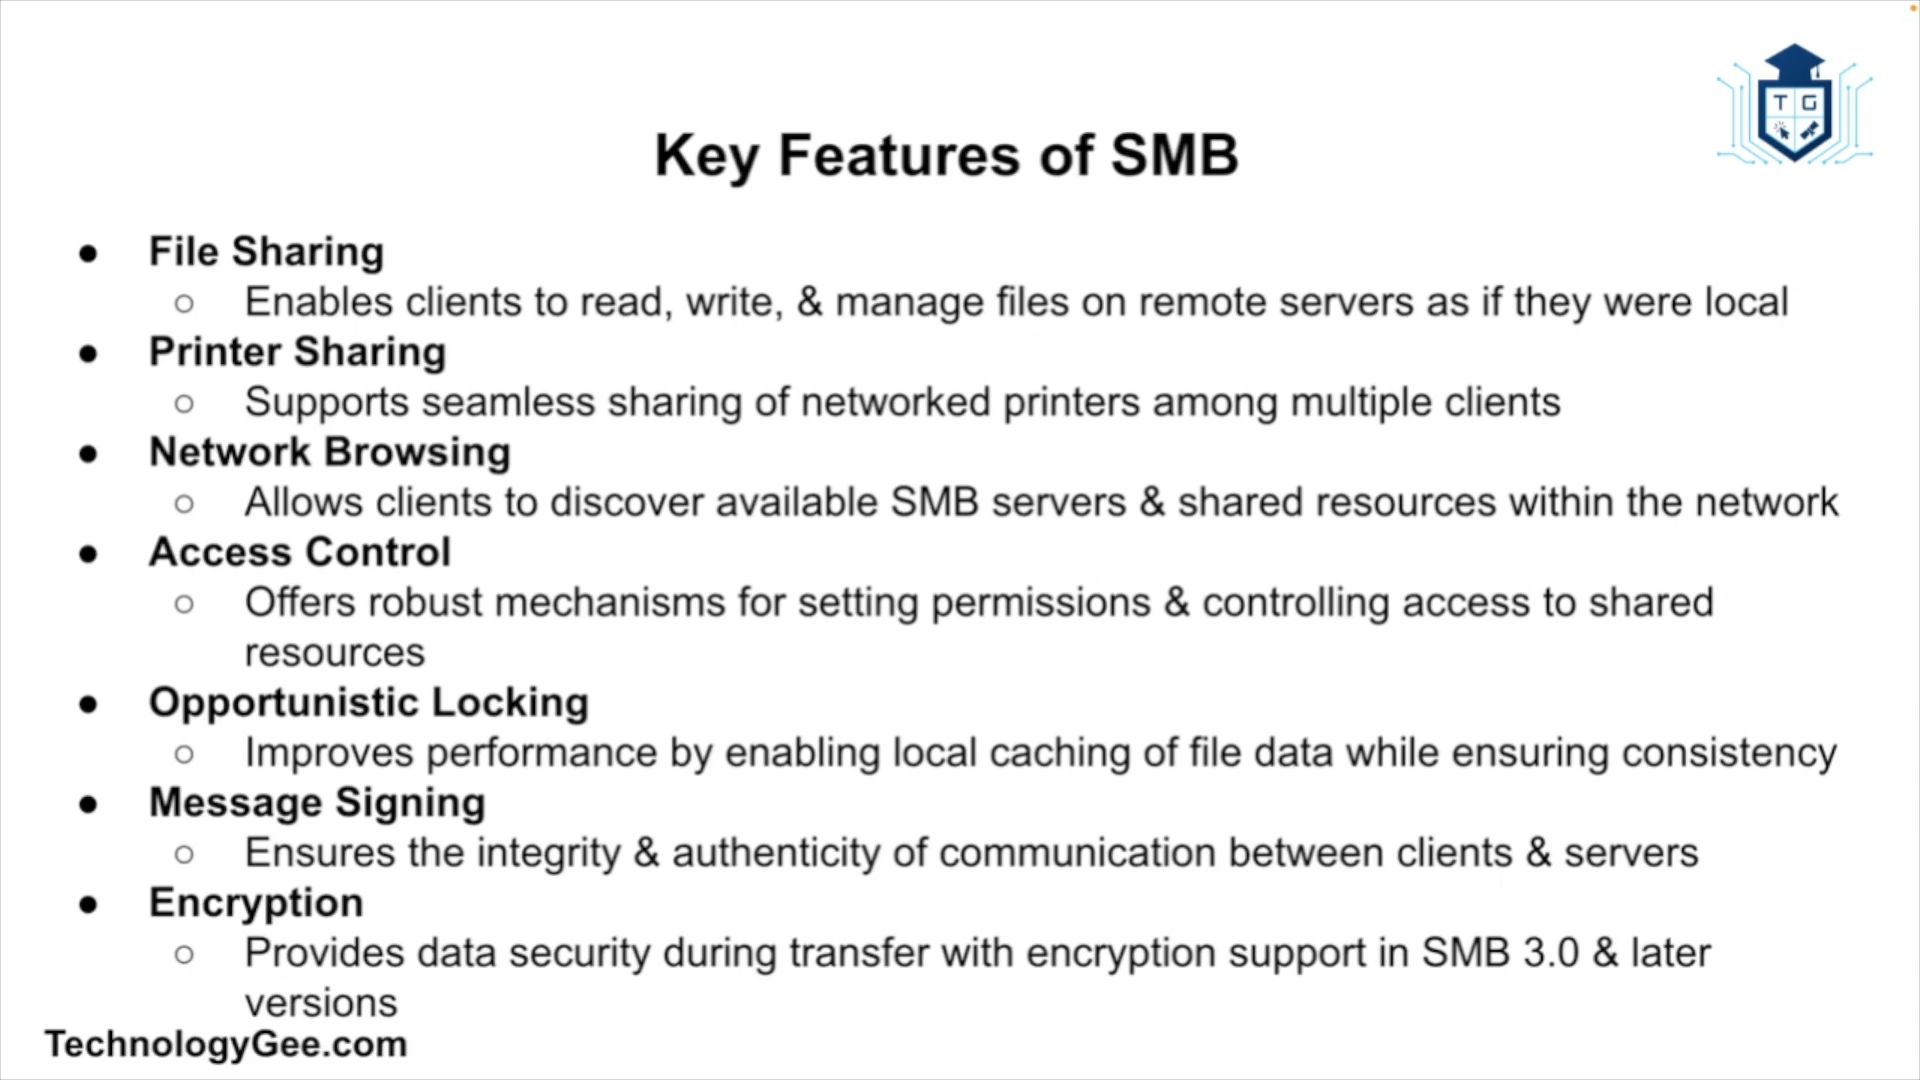 T G
Key Features of SMB
● File Sharing
○ Enables clients to read, write, & manage files on remote servers as if they were local
● Printer Sharing
○ Supports seamless sharing of networked printers among multiple clients
● Network Browsing
○ Allows clients to discover available SMB servers & shared resources within the network
● Access Control
○ Offers robust mechanisms for setting permissions & controlling access to shared
resources
● Opportunistic Locking
○ Improves performance by enabling local caching of file data while ensuring consistency
● Message Signing
○ Ensures the integrity & authenticity of communication between clients & servers
● Encryption
○ Provides data security during transfer with encryption support in SMB 3.0 & later
versions
TechnologyGee.com